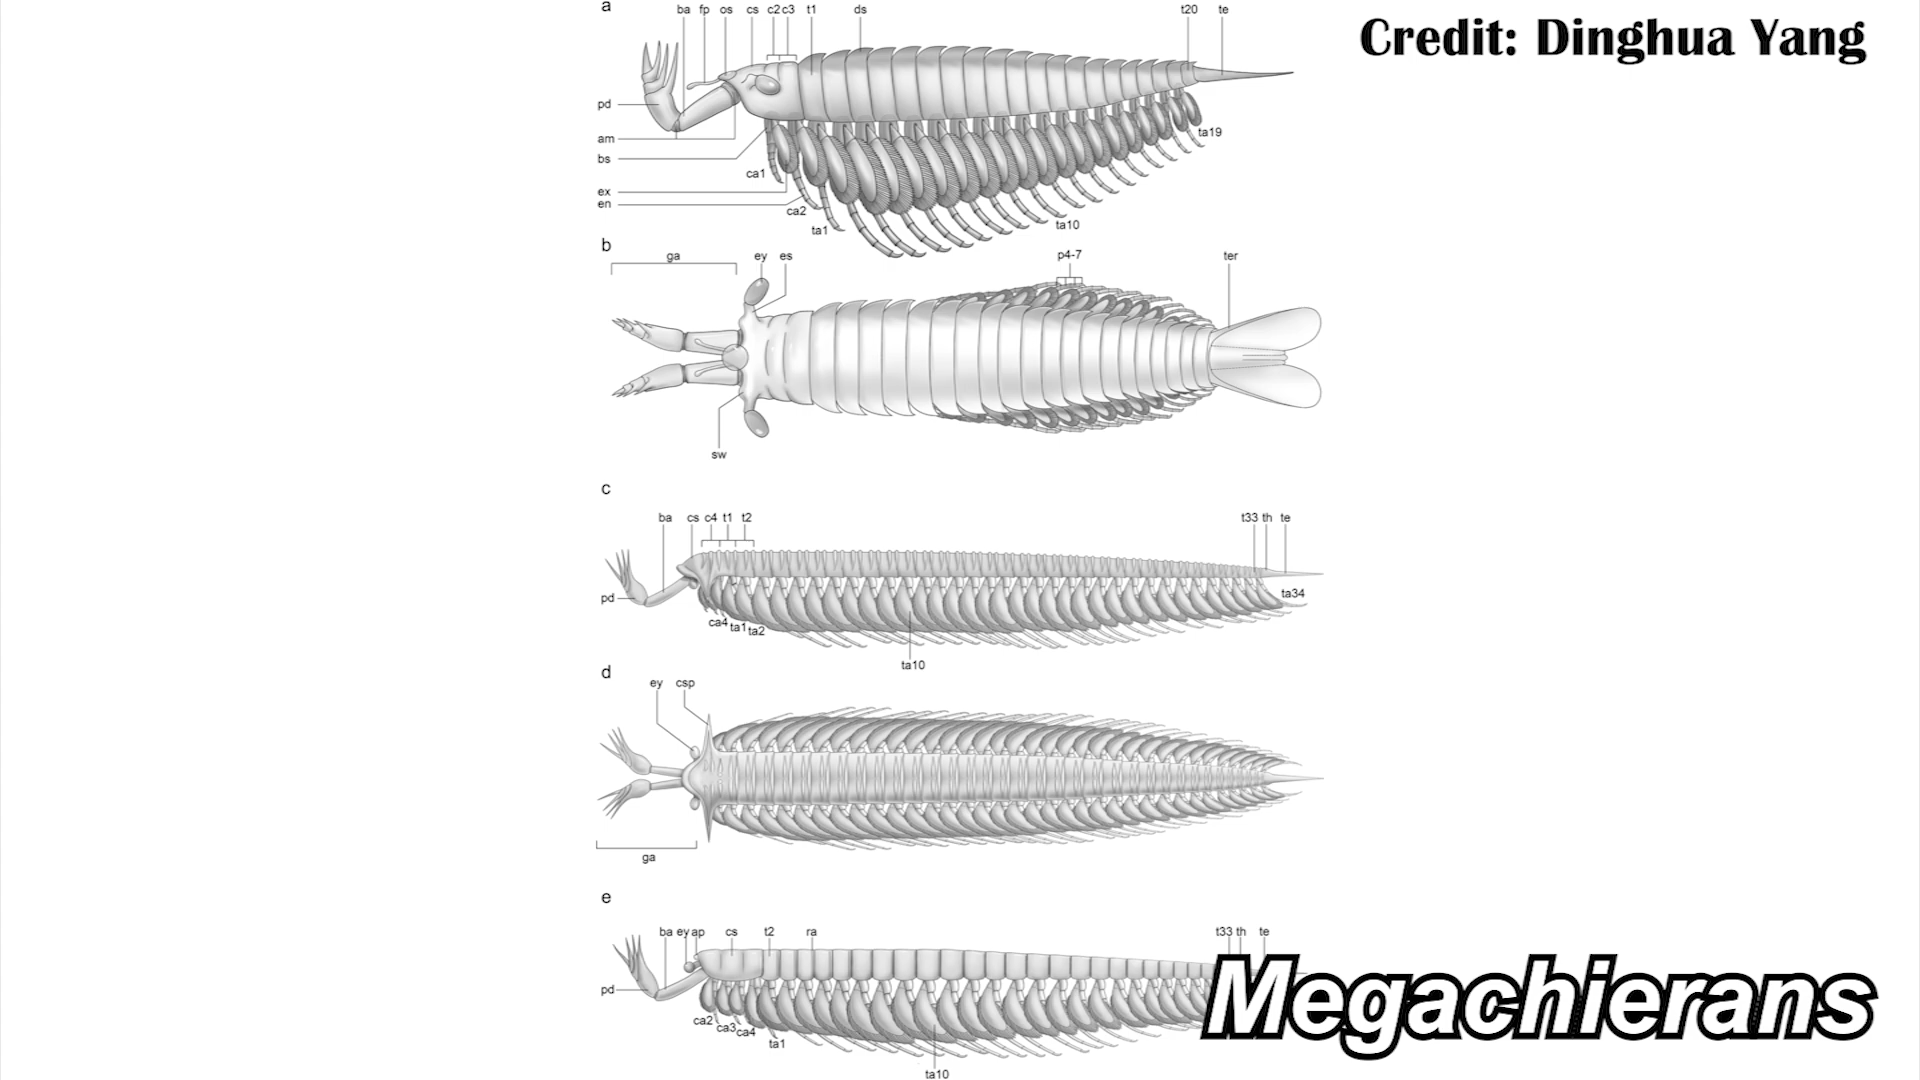 a
ba fp os cs c2 c3 t1 ds t20 te
Credit: Dinghua Yang
pd
am
bs
ex
en
ca1
ca2
ta1
ta10
ta19
b
ga ey es p4-7 ter
sw
c
ba cs c4 t1 t2 t33 th te
pd
ca4 ta1 ta2
ta10
ta34
d
ey csp
ga
e
ba ey ap cs t2 ra t33 th te
pd
ca2 ca3 ca4
ta1
ta10
Megachierans